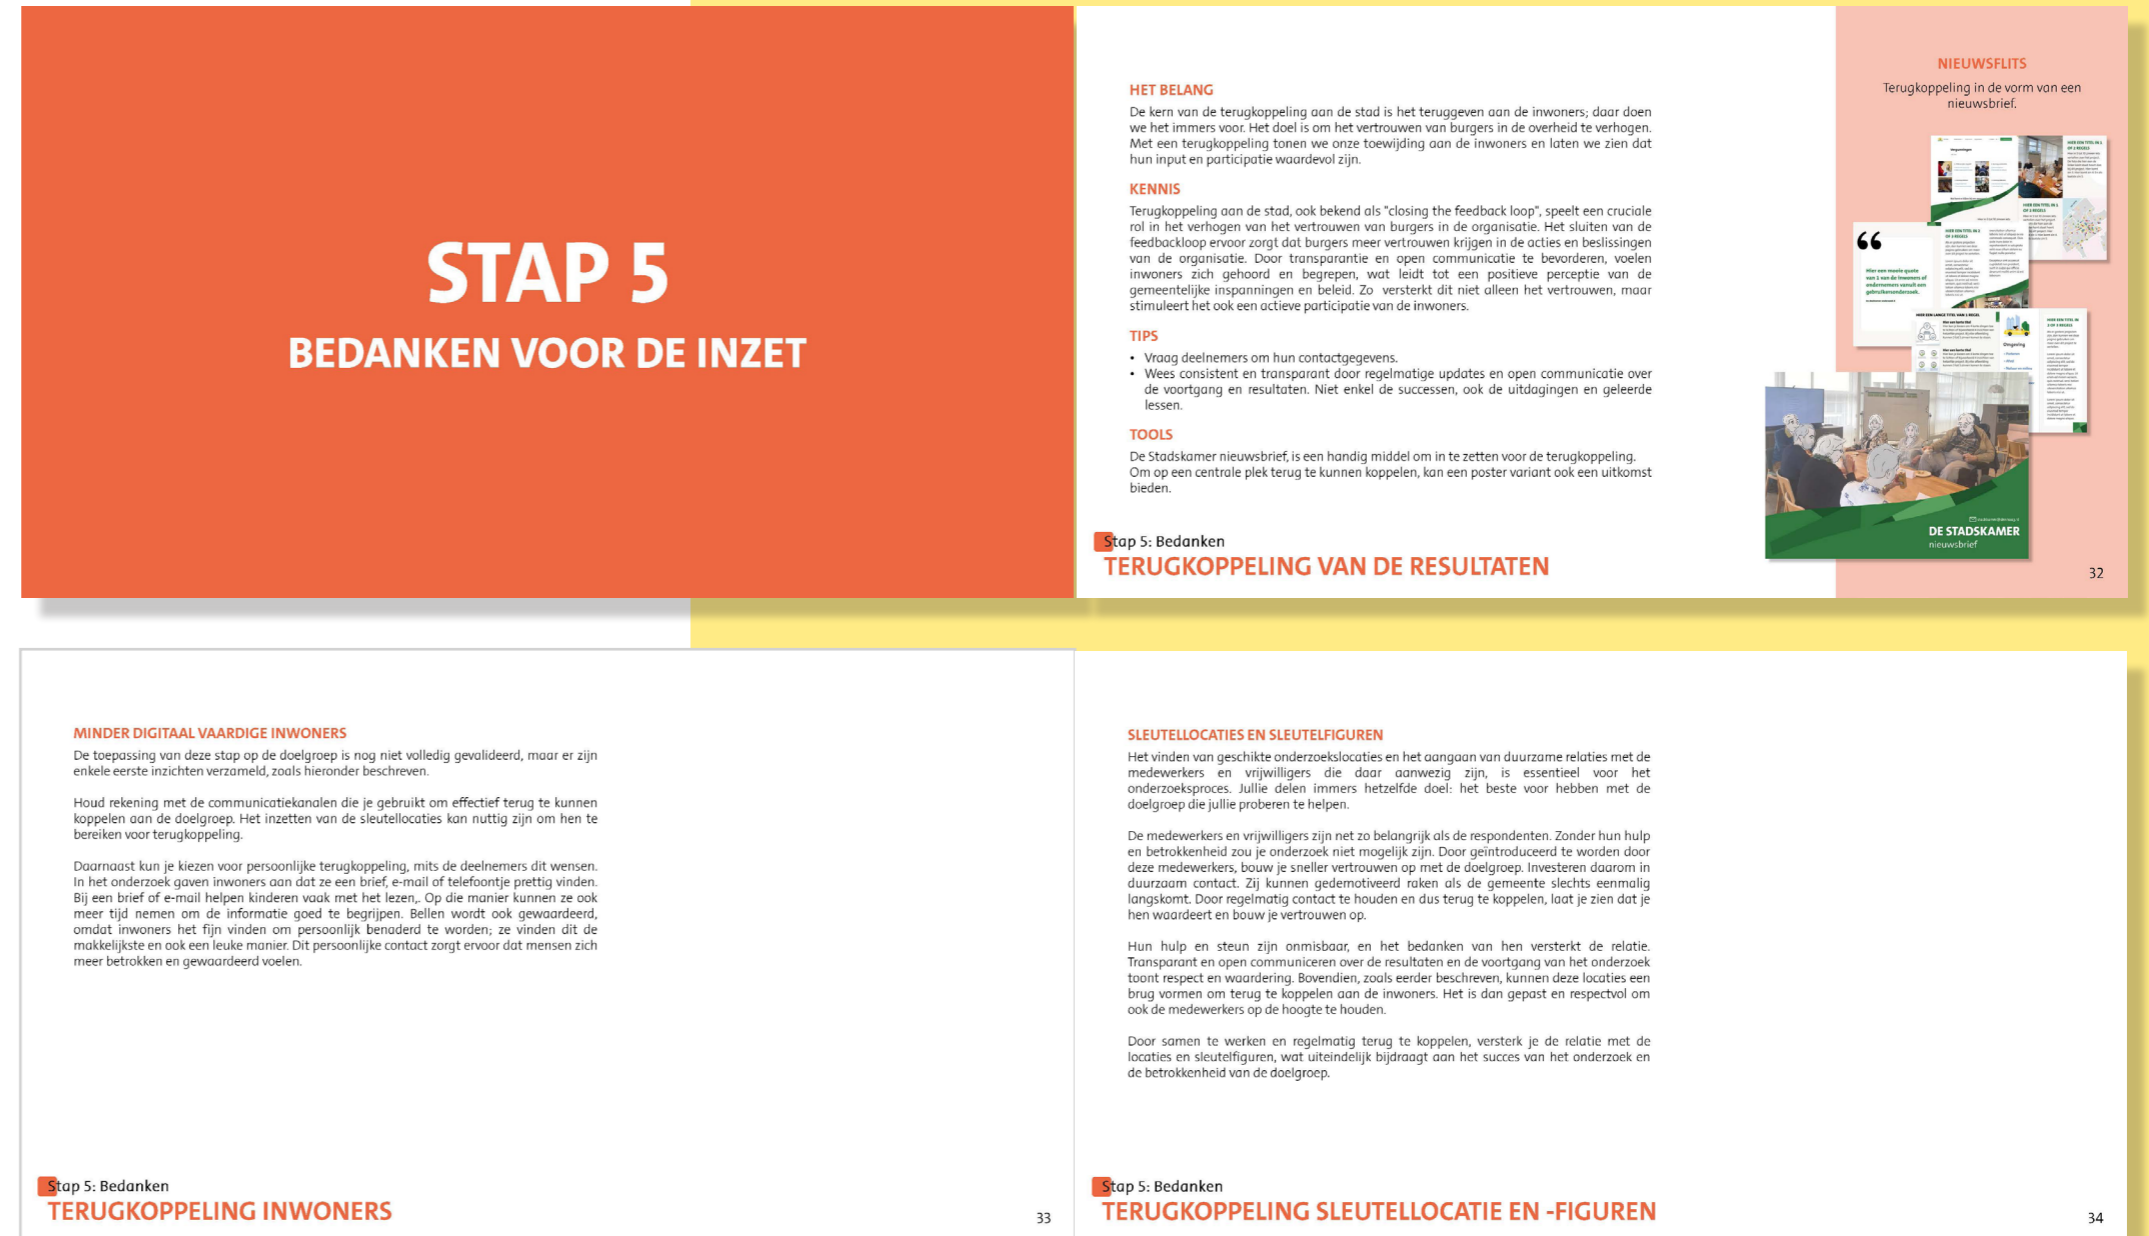 STAP 5
BEDANKEN VOOR DE INZET
HET BELANG
De kern van de terugkoppeling aan de stad is het teruggeven aan de inwoners; daar doen
we het immers voor. Het doel is om het vertrouwen van burgers in de overheid te verhogen.
Met een terugkoppeling tonen we onze toewijding aan de inwoners en laten we zien dat
hun input en participatie waardevol zijn.
KENNIS
Terugkoppeling aan de stad, ook bekend als "closing the feedback loop", speelt een cruciale
rol in het verhogen van het vertrouwen van burgers in de organisatie. Het sluiten van de
feedbackloop ervoor zorgt dat burgers meer vertrouwen krijgen in de acties en beslissingen
van de organisatie. Door transparantie en open communicatie te bevorderen, voelen
inwoners zich gehoord en begrepen, wat leidt tot een positieve perceptie van de
gemeentelijke inspanningen en beleid. Zo versterkt dit niet alleen het vertrouwen, maar
stimuleert het ook een actieve participatie van de inwoners.
TIPS
• Vraag deelnemers om hun contactgegevens.
• Wees consistent en transparant door regelmatige updates en open communicatie over
de voortgang en resultaten. Niet enkel de successen, ook de uitdagingen en geleerde
lessen.
TOOLS
De Stadskamer nieuwsbrief, is een handig middel om in te zetten voor de terugkoppeling.
Om op een centrale plek terug te kunnen koppelen, kan een poster variant ook een uitkomst
bieden.
Stap 5: Bedanken
TERUGKOPPELING VAN DE RESULTATEN
NIEUWSFLITS
Terugkoppeling in de vorm van een
nieuwsbrief.
HIER EEN TITEL IN 2
OF 3 REGELS
Hier een mooie quote
van 1 van de inwoners of
ondernemers vanuit een
gebruikersonderzoek.
HIER EEN LANGE TITEL VAN 1 REGEL
Omgeving
DE STADSKAMER
nieuwsbrief
32
MINDER DIGITAAL VAARDIGE INWONERS
De toepassing van deze stap op de doelgroep is nog niet volledig gevalideerd, maar er zijn
enkele eerste inzichten verzameld, zoals hieronder beschreven.
Houd rekening met de communicatiekanalen die je gebruikt om effectief terug te kunnen
koppelen aan de doelgroep. Het inzetten van de sleutellocaties kan nuttig zijn om hen te
bereiken voor terugkoppeling.
Daarnaast kun je kiezen voor persoonlijke terugkoppeling, mits de deelnemers dit wensen.
In het onderzoek gaven inwoners aan dat ze een brief, e-mail of telefoontje prettig vinden.
Bij een brief of e-mail helpen kinderen vaak met het lezen,. Op die manier kunnen ze ook
meer tijd nemen om de informatie goed te begrijpen. Bellen wordt ook gewaardeerd,
omdat inwoners het fijn vinden om persoonlijk benaderd te worden; ze vinden dit de
makkelijkste en ook een leuke manier. Dit persoonlijke contact zorgt ervoor dat mensen zich
meer betrokken en gewaardeerd voelen.
Stap 5: Bedanken
TERUGKOPPELING INWONERS
33
SLEUTELLOCATIES EN SLEUTELFIGUREN
Het vinden van geschikte onderzoekslocaties en het aangaan van duurzame relaties met de
medewerkers en vrijwilligers die daar aanwezig zijn, is essentieel voor het
onderzoeksproces. Jullie delen immers hetzelfde doel: het beste voor hebben met de
doelgroep die jullie proberen te helpen.
De medewerkers en vrijwilligers zijn net zo belangrijk als de respondenten. Zonder hun hulp
en betrokkenheid zou je onderzoek niet mogelijk zijn. Door geïntroduceerd te worden door
deze medewerkers, bouw je sneller vertrouwen op met de doelgroep. Investeren daarom in
duurzaam contact. Zij kunnen gedemotiveerd raken als de gemeente slechts eenmalig
langskomt. Door regelmatig contact te houden en dus terug te koppelen, laat je zien dat je
hen waardeert en bouw je vertrouwen op.
Hun hulp en steun zijn onmisbaar, en het bedanken van hen versterkt de relatie.
Transparant en open communiceren over de resultaten en de voortgang van het onderzoek
toont respect en waardering. Bovendien, zoals eerder beschreven, kunnen deze locaties een
brug vormen om terug te koppelen aan de inwoners. Het is dan gepast en respectvol om
ook de medewerkers op de hoogte te houden.
Door samen te werken en regelmatig terug te koppelen, versterk je de relatie met de
locaties en sleutelfiguren, wat uiteindelijk bijdraagt aan het succes van het onderzoek en
de betrokkenheid van de doelgroep.
Stap 5: Bedanken
TERUGKOPPELING SLEUTELLOCATIE EN -FIGUREN
34